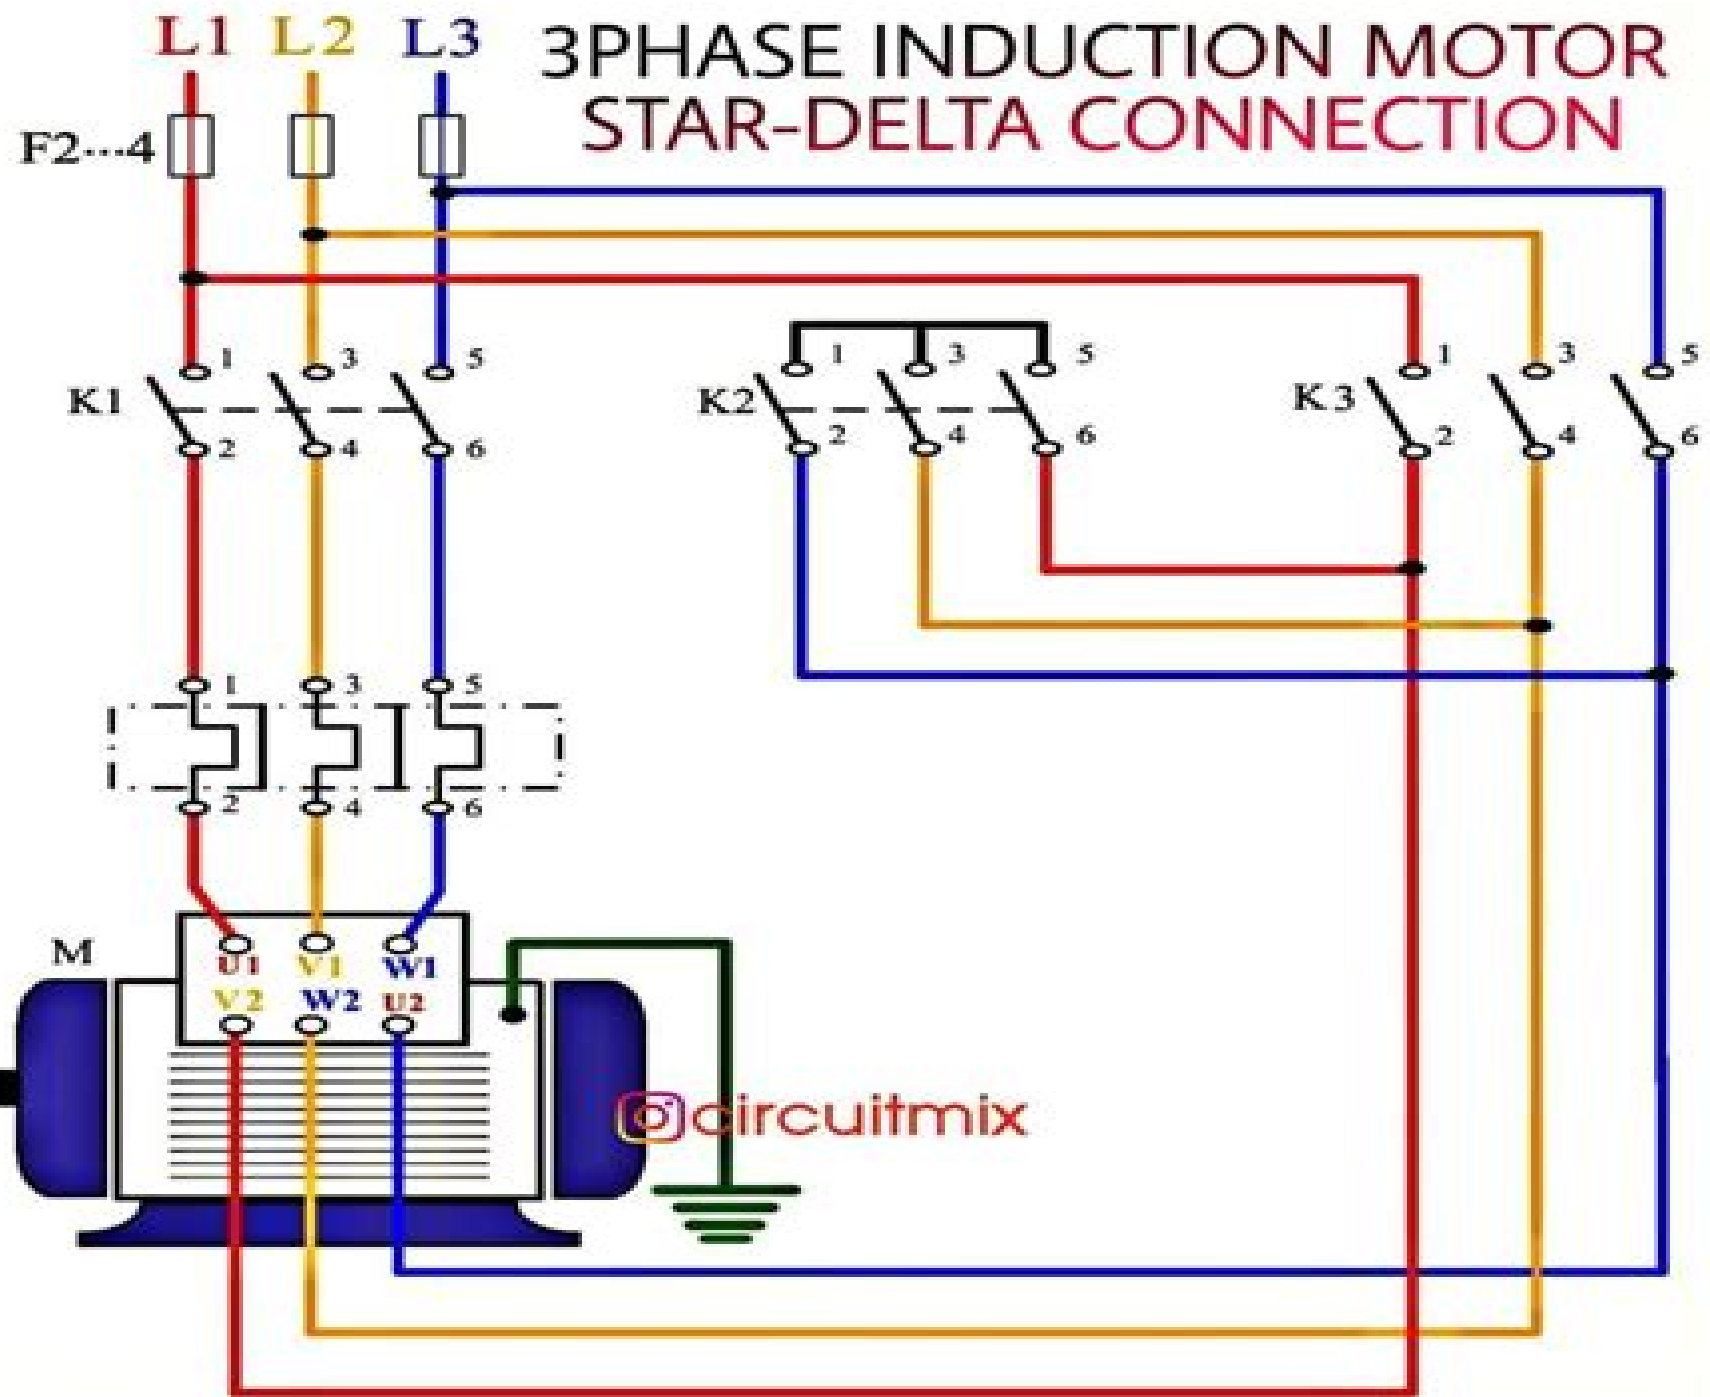 L1 L2 L3 3PHASE INDUCTION MOTOR
STAR-DELTA CONNECTION
F2...4
1 3 5 1 3 5 1 3 5
K1 K2 K3
2 4 6 2 4 6 2 4 6
1 3 5
2 4 6
M
U1 V1 W1
V2 W2 U2
circuitmix